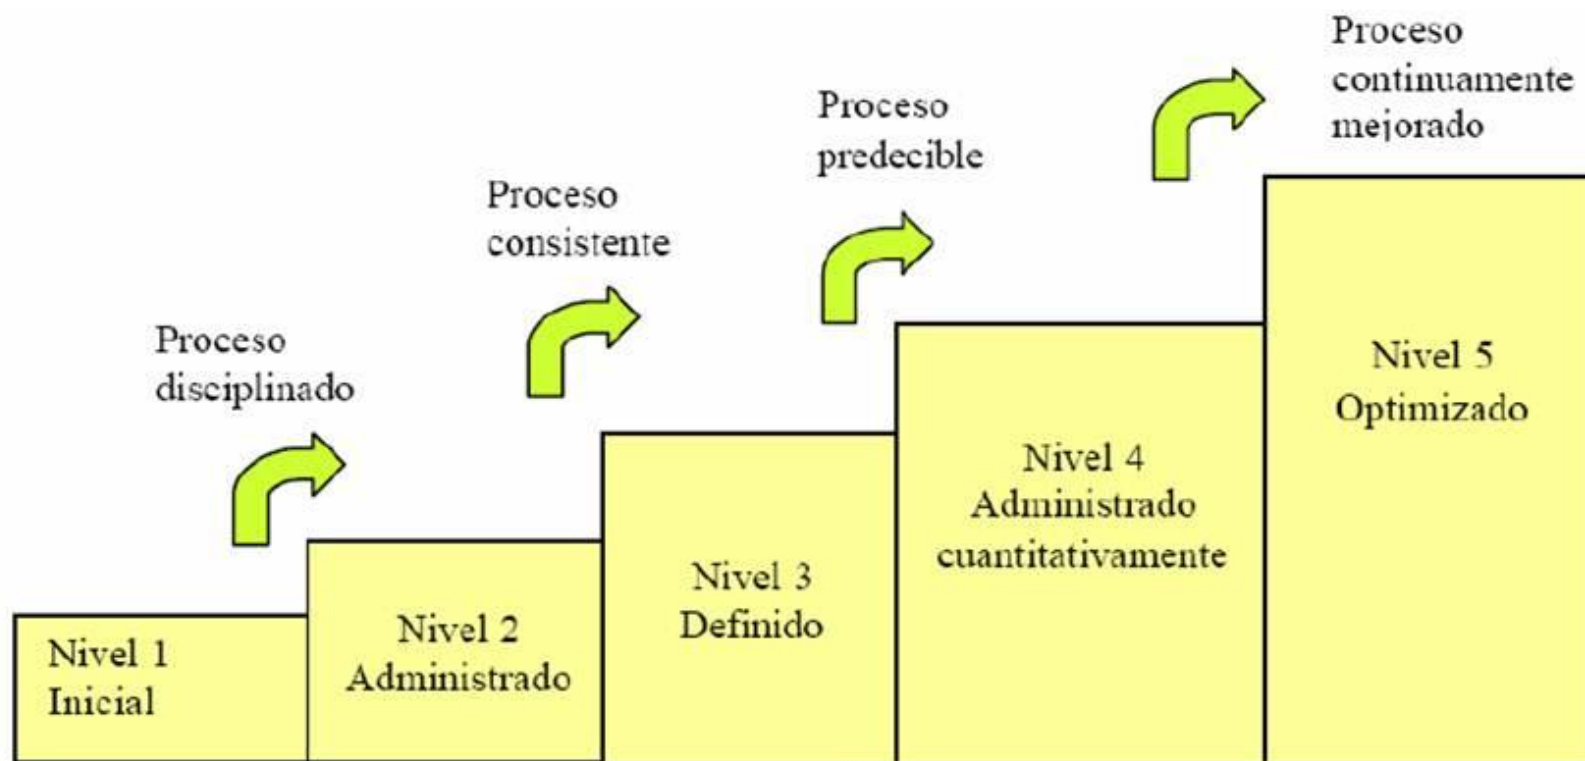 Proceso
continuamente
mejorado
Proceso
predecible
Proceso
consistente
Proceso
disciplinado
Nivel 1
Inicial
Nivel 2
Administrado
Nivel 3
Definido
Nivel 4
Administrado
cuantitativamente
Nivel 5
Optimizado